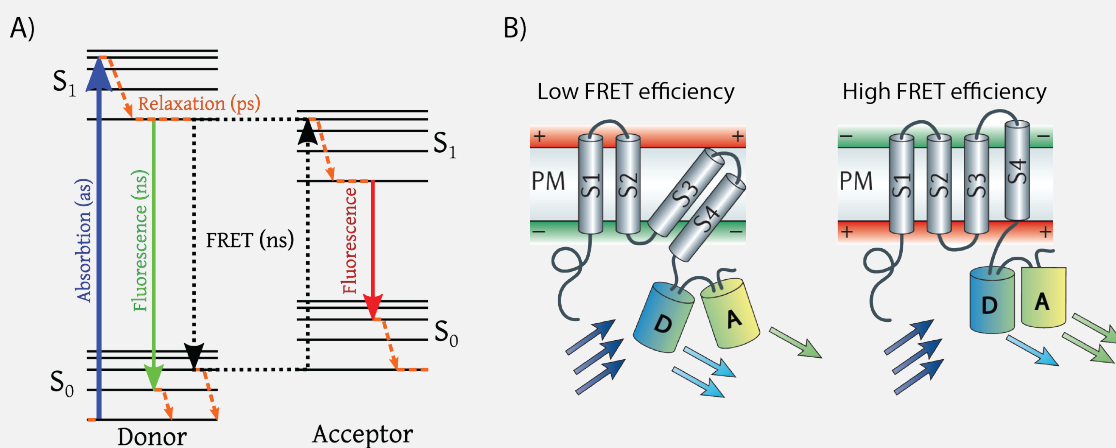 A)
S1
Relaxation (ps)
Absorbtion (as)
Fluorescence (ns)
FRET (ns)
S1
Fluorescence
S0
S0
Donor
Acceptor
B)
Low FRET efficiency
+ +
PM
S1
S2
S3
S4
− −
D
A
High FRET efficiency
− −
PM
S1
S2
S3
S4
+ +
D
A